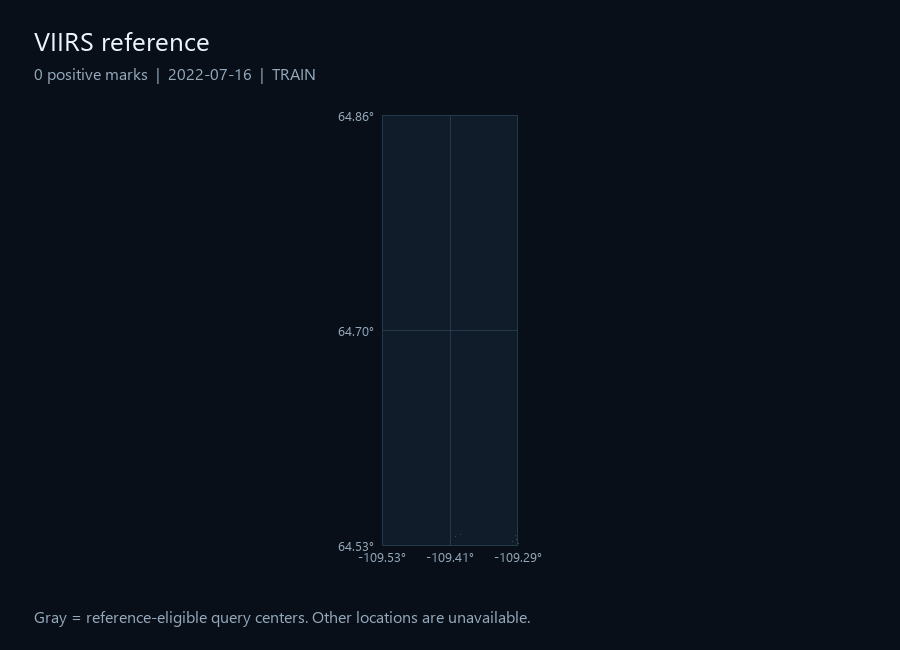 VIIRS reference
0 positive marks | 2022-07-16 | TRAIN
64.86°
64.70°
64.53°
-109.53° -109.41° -109.29°
Gray = reference-eligible query centers. Other locations are unavailable.